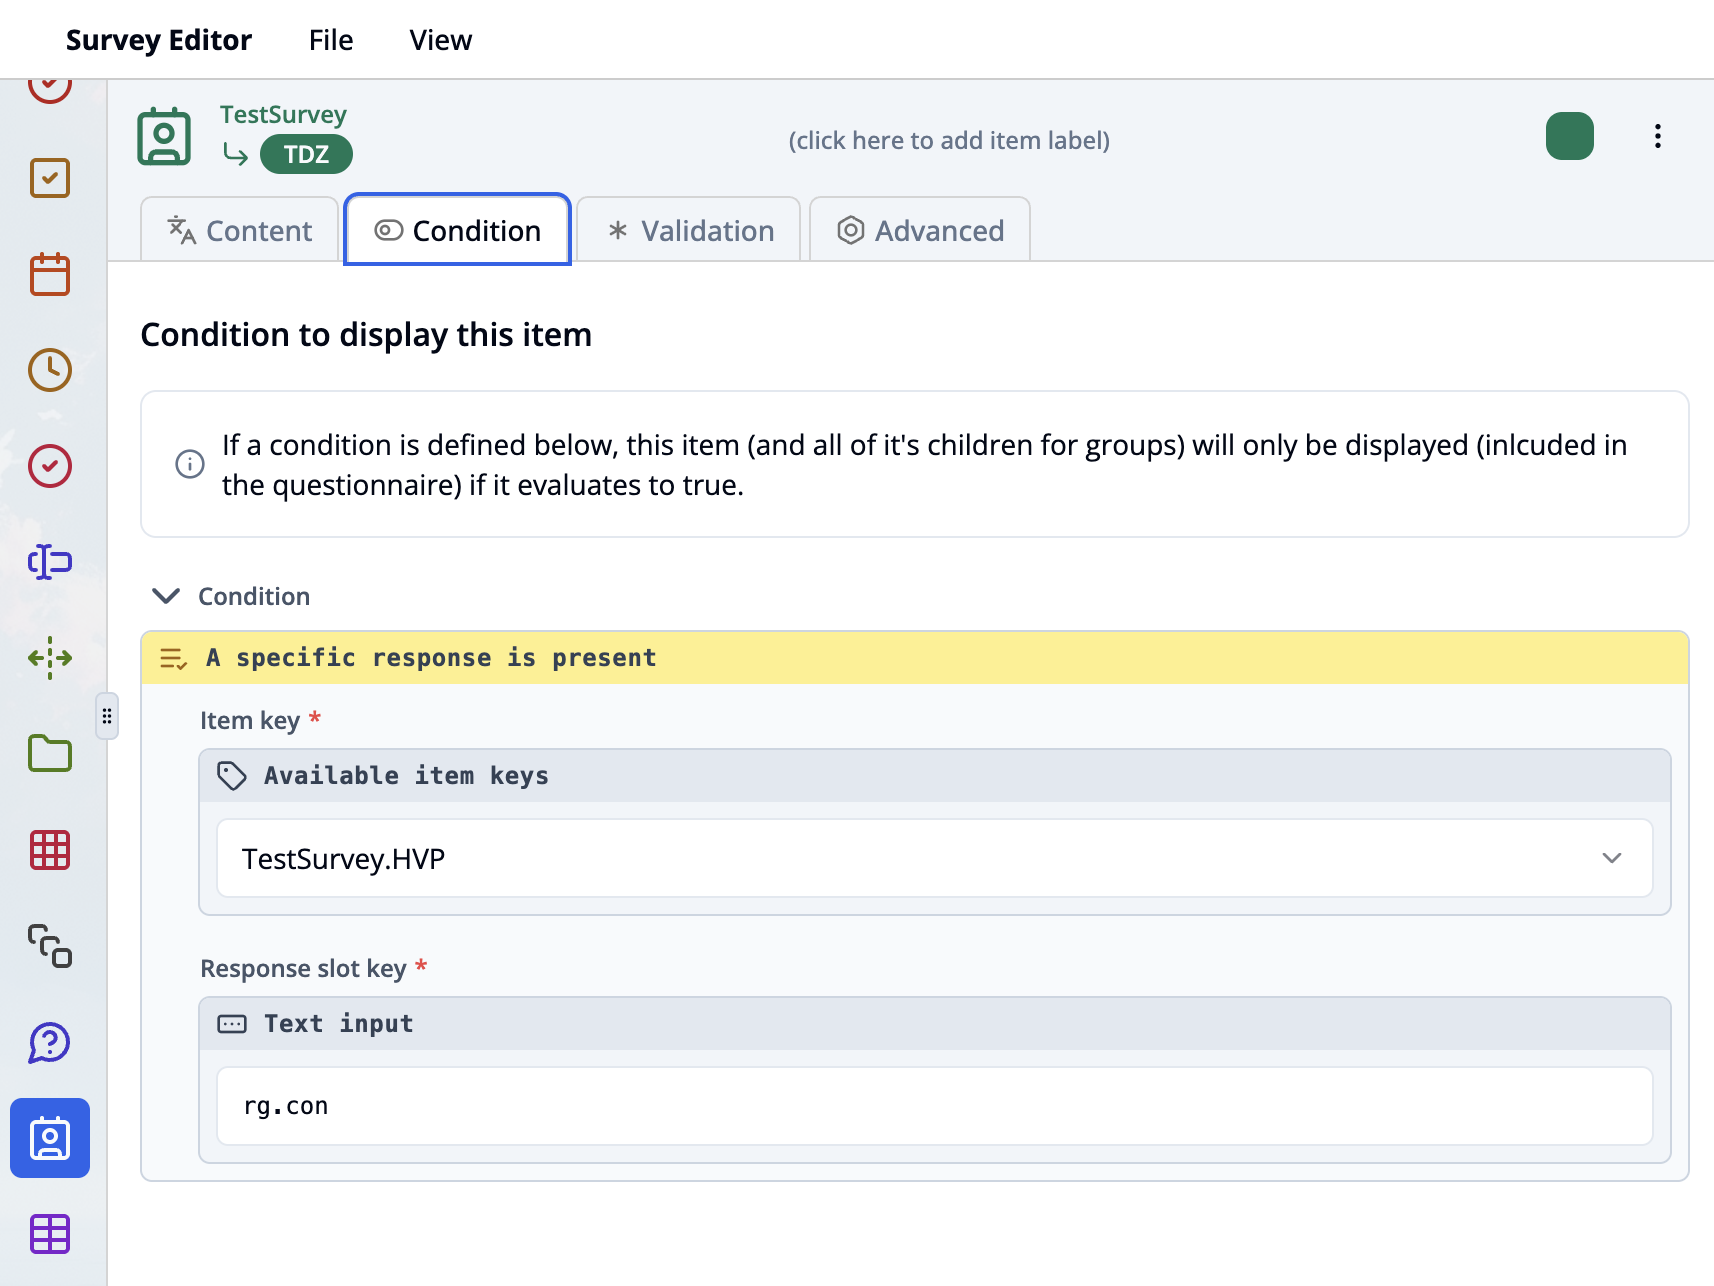 Survey Editor File View
TestSurvey
TDZ
(click here to add item label)
Content Condition Validation Advanced
Condition to display this item
If a condition is defined below, this item (and all of it's children for groups) will only be displayed (inlcuded in
the questionnaire) if it evaluates to true.
Condition
A specific response is present
Item key *
Available item keys
TestSurvey.HVP
Response slot key *
Text input
rg.con